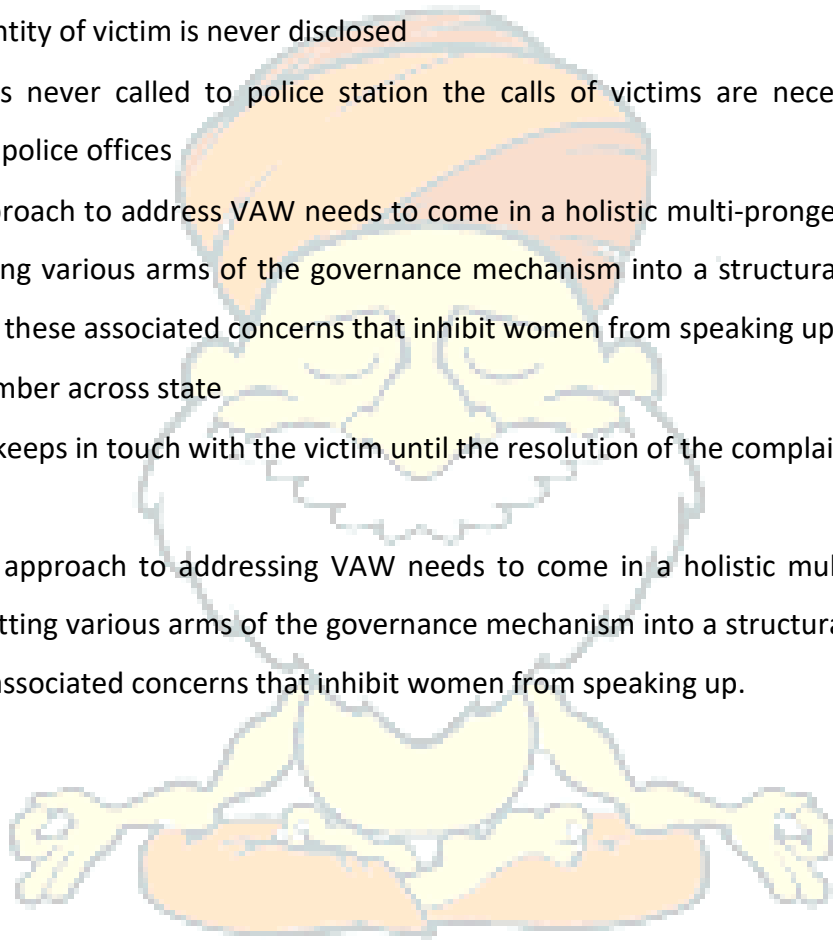 ntity of victim is never disclosed
s never called to police station the calls of victims are nece
police offices
roach to address VAW needs to come in a holistic multi-pronge
ing various arms of the governance mechanism into a structura
these associated concerns that inhibit women from speaking up
mber across state
keeps in touch with the victim until the resolution of the complai
approach to addressing VAW needs to come in a holistic mul
tting various arms of the governance mechanism into a structura
associated concerns that inhibit women from speaking up.